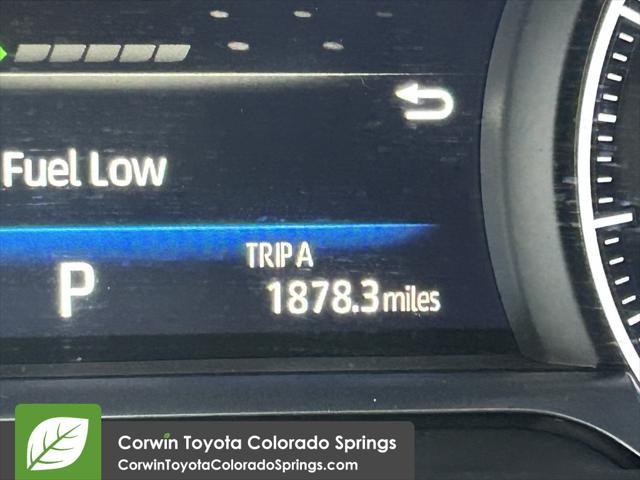 Fuel Low
TRIP A
P
1878.3 miles
Corwin Toyota Colorado Springs
CorwinToyotaColoradoSprings.com